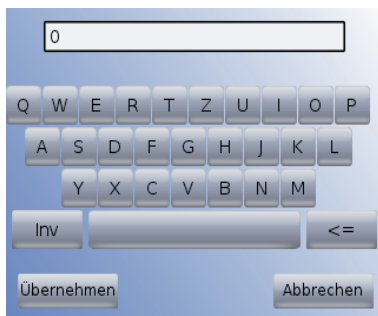 0
Q W E R T Z U I O P
A S D F G H J K L
Y X C V B N M
Inv <=
Übernehmen Abbrechen